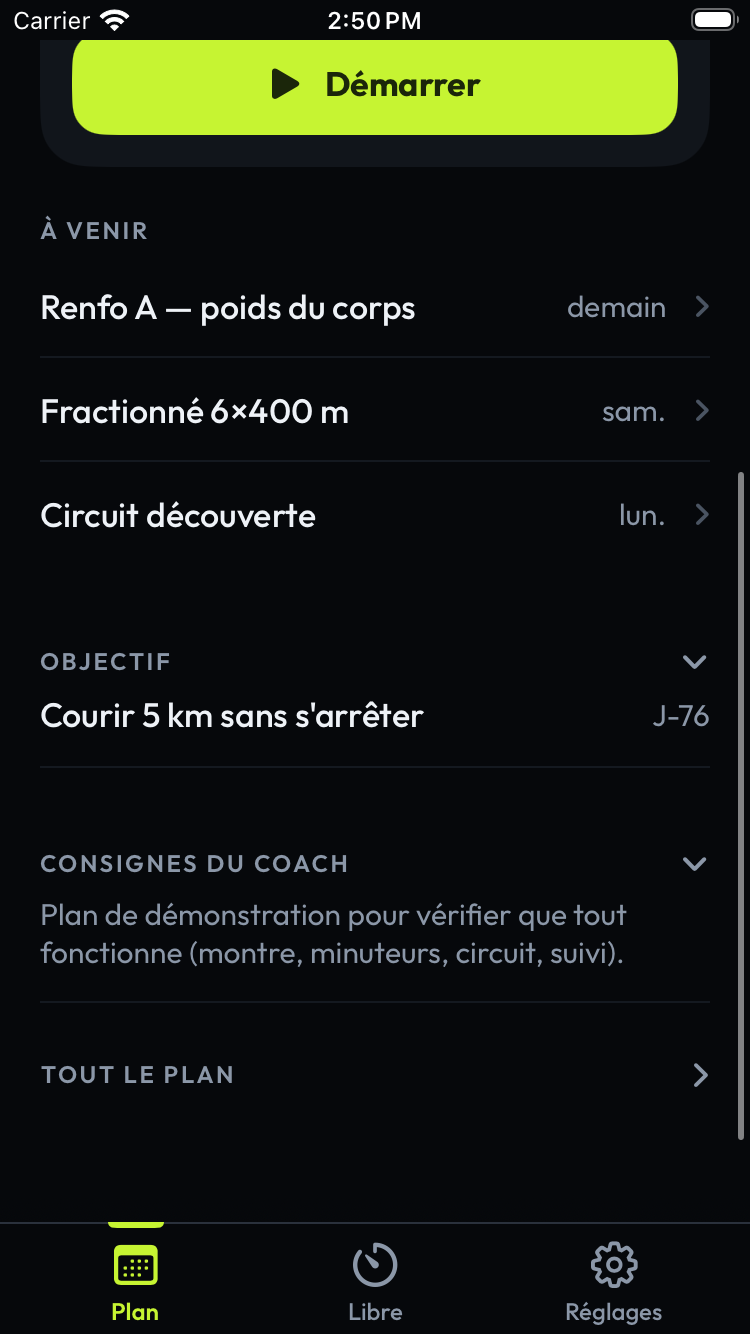 Carrier 2:50 PM
Démarrer
À VENIR
Renfo A — poids du corps demain
Fractionné 6×400 m sam.
Circuit découverte lun.
OBJECTIF
Courir 5 km sans s'arrêter J-76
CONSIGNES DU COACH
Plan de démonstration pour vérifier que tout
fonctionne (montre, minuteurs, circuit, suivi).
TOUT LE PLAN
Plan Libre Réglages